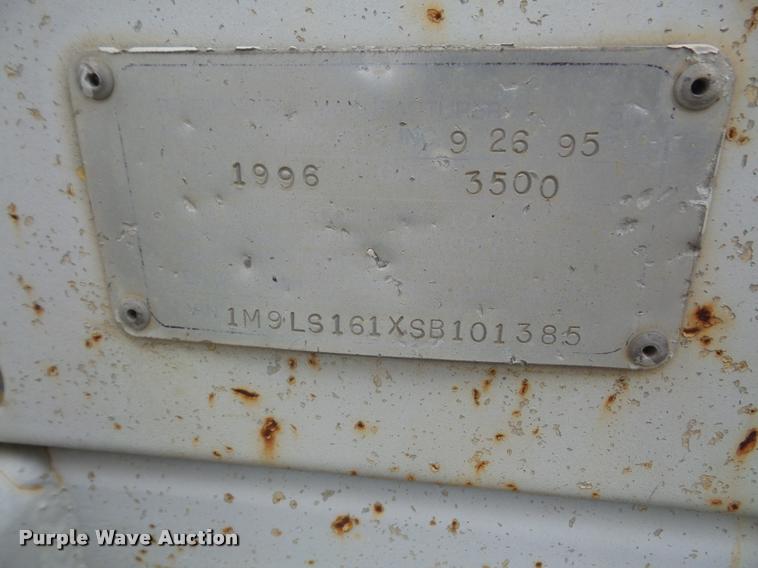 9 26 95
1996 3500
1M9LS161XSB101385
Purple Wave Auction